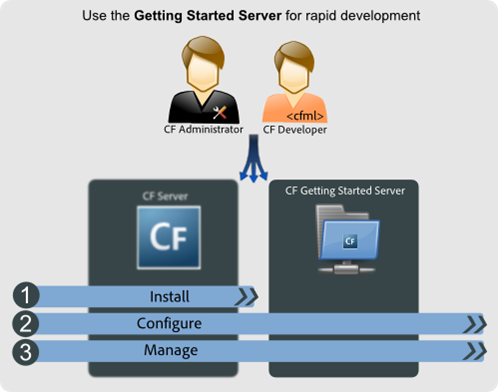 Use the Getting Started Server for rapid development
CF Administrator
<cfml>
CF Developer
CF Server
CF
CF Getting Started Server
CF
1 Install
2 Configure
3 Manage